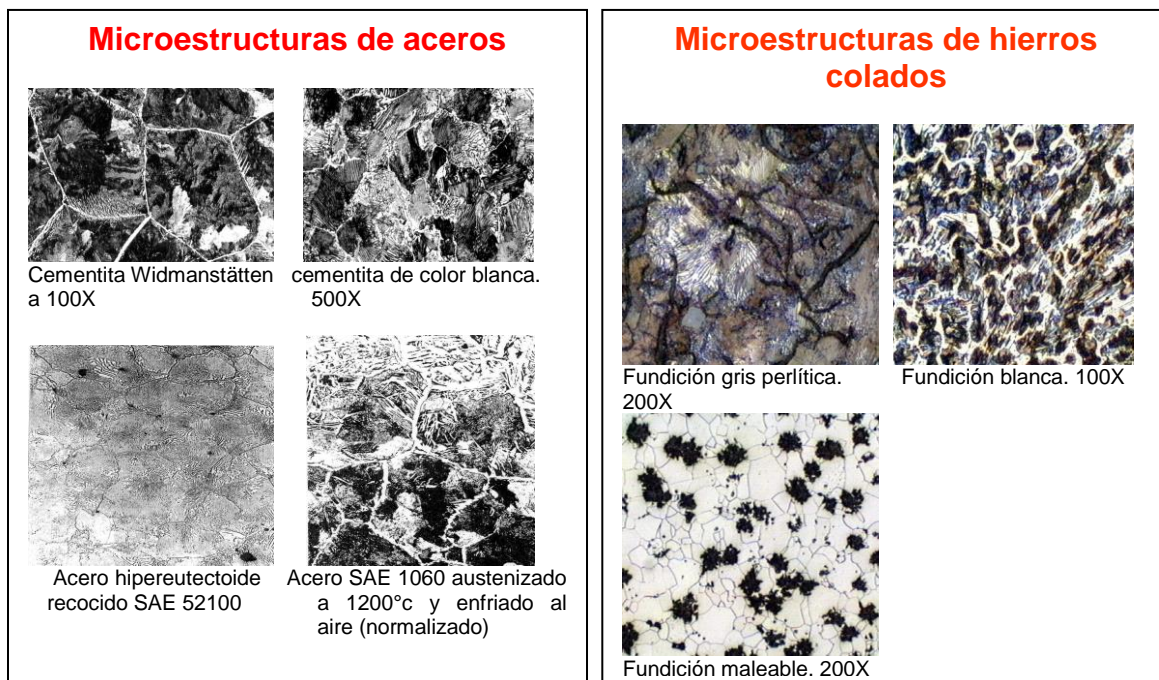 Microestructuras de aceros
Cementita Widmanstätten
a 100X
cementita de color blanca.
500X
Acero hipereutectoide
recocido SAE 52100
Acero SAE 1060 austenizado
a 1200°c y enfriado al
aire (normalizado)
Microestructuras de hierros
colados
Fundición gris perlítica.
200X
Fundición blanca. 100X
Fundición maleable. 200X